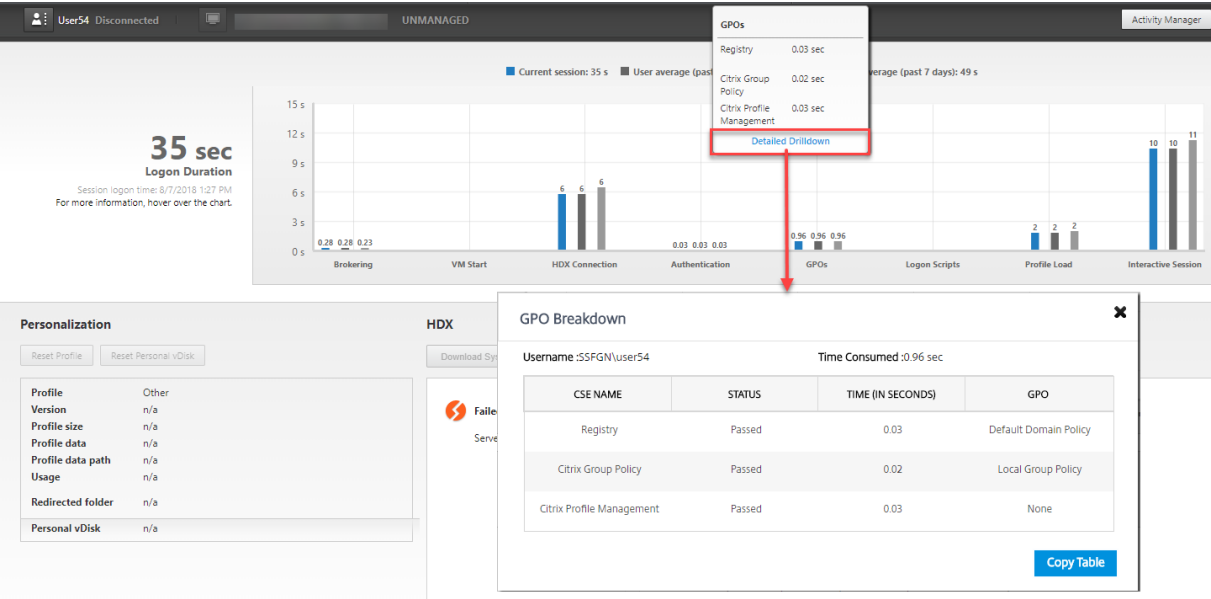 User54 Disconnected
UNMANAGED
Activity Manager
GPOs
Registry 0.03 sec
Citrix Group 0.02 sec
Policy
Citrix Profile 0.03 sec
Management
Detailed Drilldown
Current session: 35 s User average (past
verage (past 7 days): 49 s
35 sec
Logon Duration
Session logon time: 8/7/2018 1:27 PM
For more information, hover over the chart.
15 s
12 s
9 s
6 s
3 s
0 s
0.28 0.28 0.23
6 6 6
0.03 0.03 0.03
0.96 0.96 0.96
2 2 2
10 10 11
Brokering VM Start HDX Connection Authentication GPOs Logon Scripts Profile Load Interactive Session
Personalization
Reset Profile Reset Personal vDisk
Profile Other
Version n/a
Profile size n/a
Profile data n/a
Profile data path n/a
Usage n/a
Redirected folder n/a
Personal vDisk n/a
HDX
Download Sy
Faile
Serve
GPO Breakdown
Username :SSFGN\user54 Time Consumed :0.96 sec
CSE NAME STATUS TIME (IN SECONDS) GPO
Registry Passed 0.03 Default Domain Policy
Citrix Group Policy Passed 0.02 Local Group Policy
Citrix Profile Management Passed 0.03 None
Copy Table